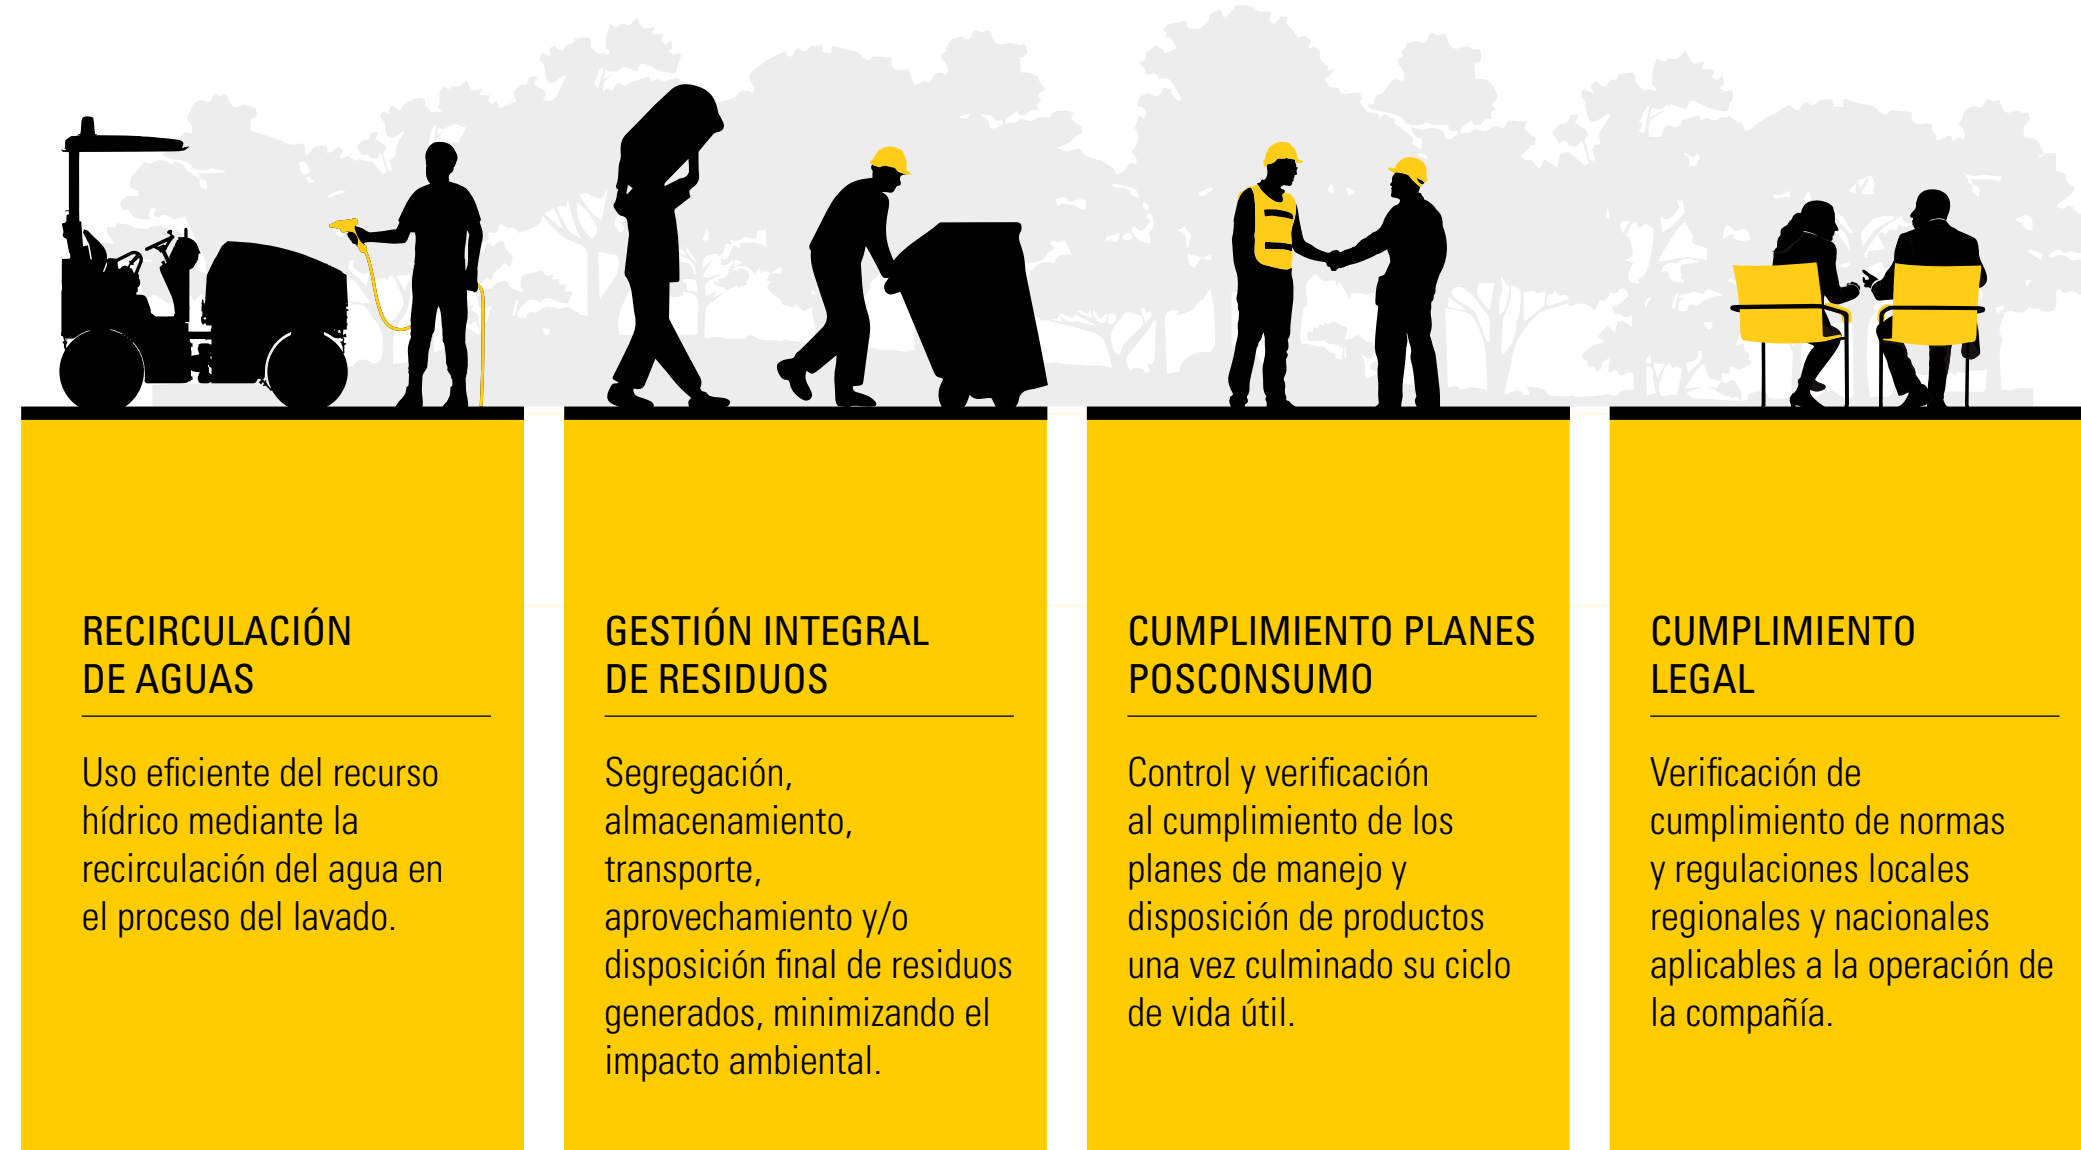 RECIRCULACIÓN
DE AGUAS
Uso eficiente del recurso
hídrico mediante la
recirculación del agua en
el proceso del lavado.
GESTIÓN INTEGRAL
DE RESIDUOS
Segregación,
almacenamiento,
transporte,
aprovechamiento y/o
disposición final de residuos
generados, minimizando el
impacto ambiental.
CUMPLIMIENTO PLANES
POSCONSUMO
Control y verificación
al cumplimiento de los
planes de manejo y
disposición de productos
una vez culminado su ciclo
de vida útil.
CUMPLIMIENTO
LEGAL
Verificación de
cumplimiento de normas
y regulaciones locales
regionales y nacionales
aplicables a la operación de
la compañía.